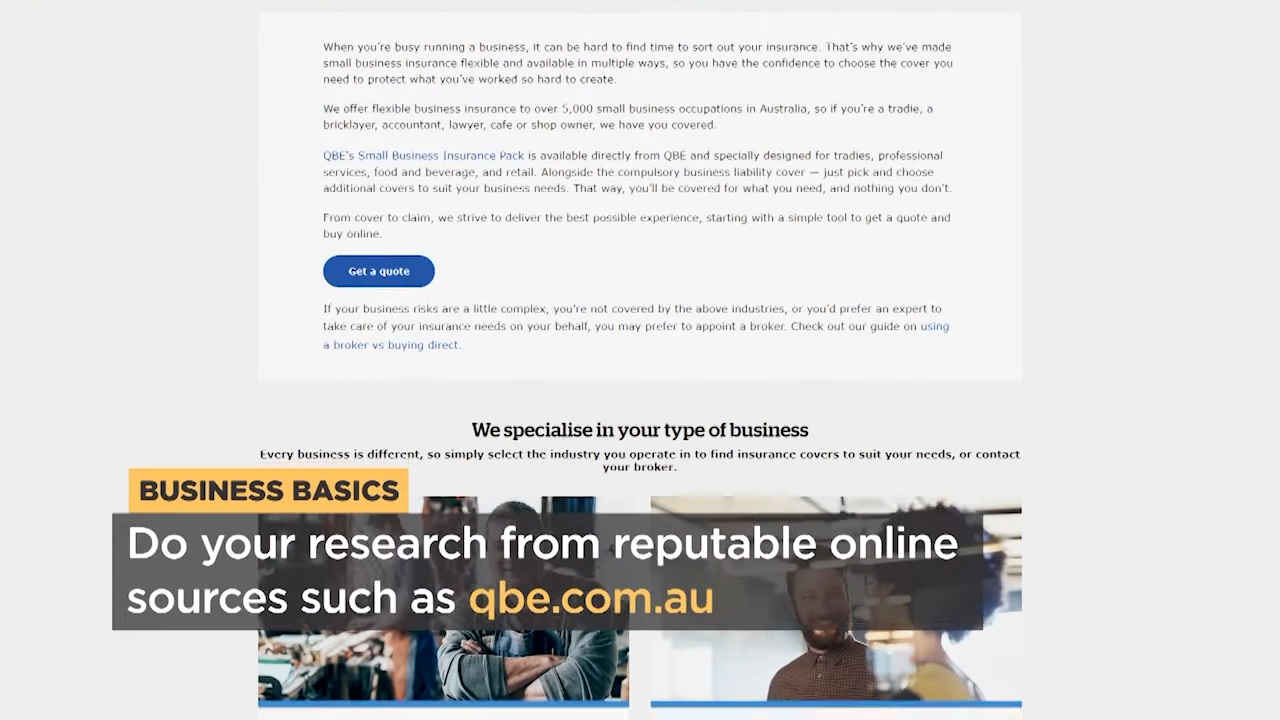 When you're busy running a business, it can be hard to find time to sort out your insurance. That's why we've made
small business insurance flexible and available in multiple ways, so you have the confidence to choose the cover you
need to protect what you've worked so hard to create.
We offer flexible business insurance to over 5,000 small business occupations in Australia, so if you're a tradie, a
bricklayer, accountant, lawyer, cafe or shop owner, we have you covered.
QBE's Small Business Insurance Pack is available directly from QBE and specially designed for tradies, professional
services, food and beverage, and retail. Alongside the compulsory business liability cover — just pick and choose
additional covers to suit your business needs. That way, you'll be covered for what you need, and nothing you don't.
From cover to claim, we strive to deliver the best possible experience, starting with a simple tool to get a quote and
buy online.
Get a quote
If your business risks are a little complex, you're not covered by the above industries, or you'd prefer an expert to
take care of your insurance needs on your behalf, you may prefer to appoint a broker. Check out our guide on using
a broker vs buying direct.
We specialise in your type of business
Every business is different, so simply select the industry you operate in to find insurance covers to suit your needs, or contact
your broker.
BUSINESS BASICS
Do your research from reputable online
sources such as qbe.com.au